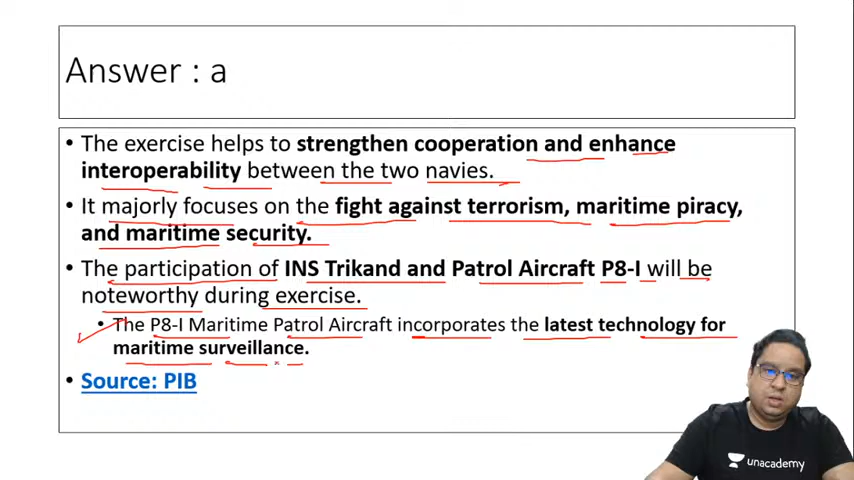 Answer : a
• The exercise helps to strengthen cooperation and enhance
interoperability between the two navies.
• It majorly focuses on the fight against terrorism, maritime piracy,
and maritime security.
• The participation of INS Trikand and Patrol Aircraft P8-I will be
noteworthy during exercise.
• The P8-I Maritime Patrol Aircraft incorporates the latest technology for
maritime surveillance.
• Source: PIB
unacademy